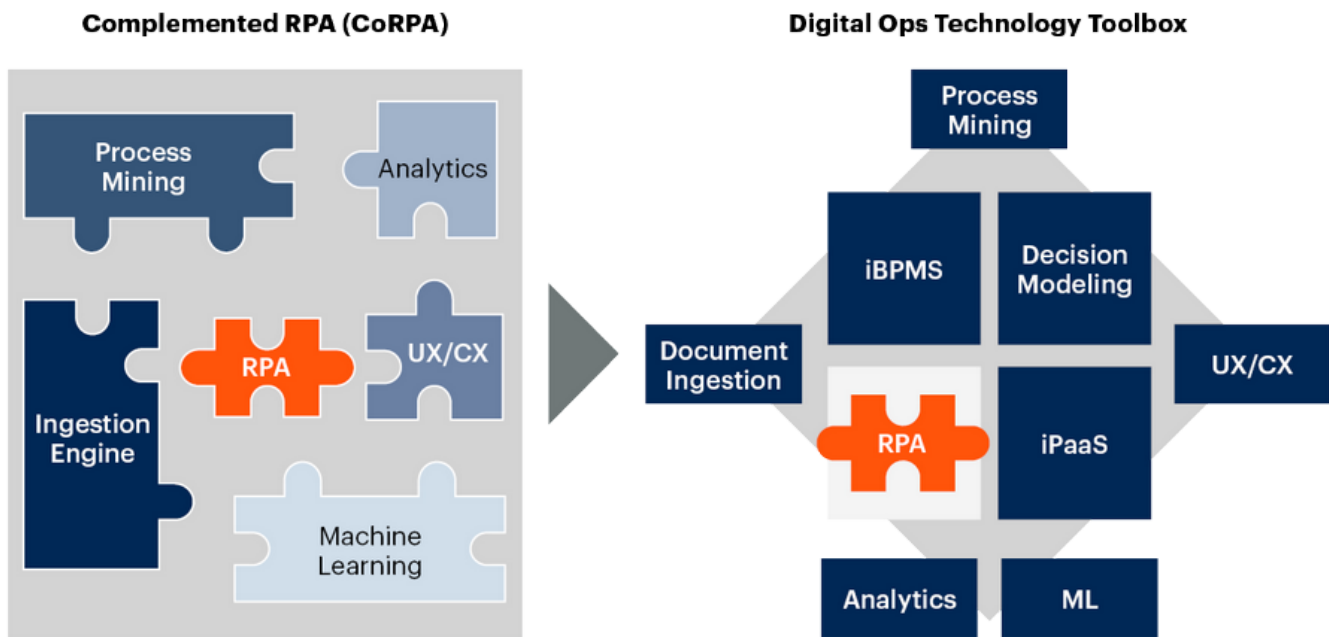 Complemented RPA (CoRPA)
Process
Mining
Analytics
Ingestion
Engine
RPA
UX/CX
Machine
Learning
Digital Ops Technology Toolbox
Process
Mining
iBPMS
Decision
Modeling
Document
Ingestion
UX/CX
RPA
iPaaS
Analytics
ML